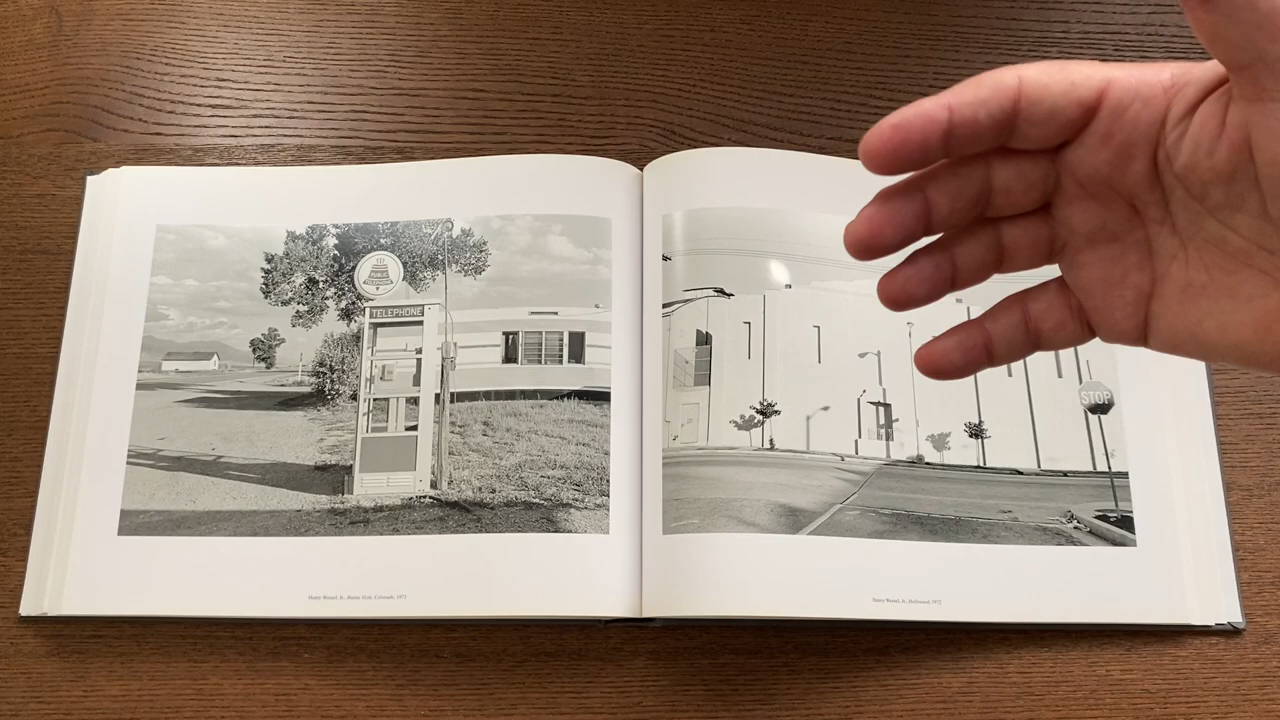 PUBLIC
TELEPHONE
TELEPHONE
STOP
Henry Wessel, Jr., Buena Vista, Colorado, 1973
Henry Wessel, Jr., Hollywood, 1972